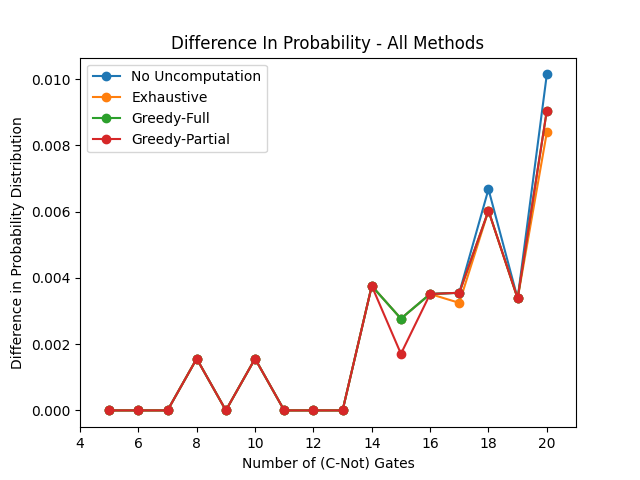 Difference In Probability - All Methods
No Uncomputation
Exhaustive
Greedy-Full
Greedy-Partial
Difference in Probability Distribution
0.010
0.008
0.006
0.004
0.002
0.000
4 6 8 10 12 14 16 18 20
Number of (C-Not) Gates